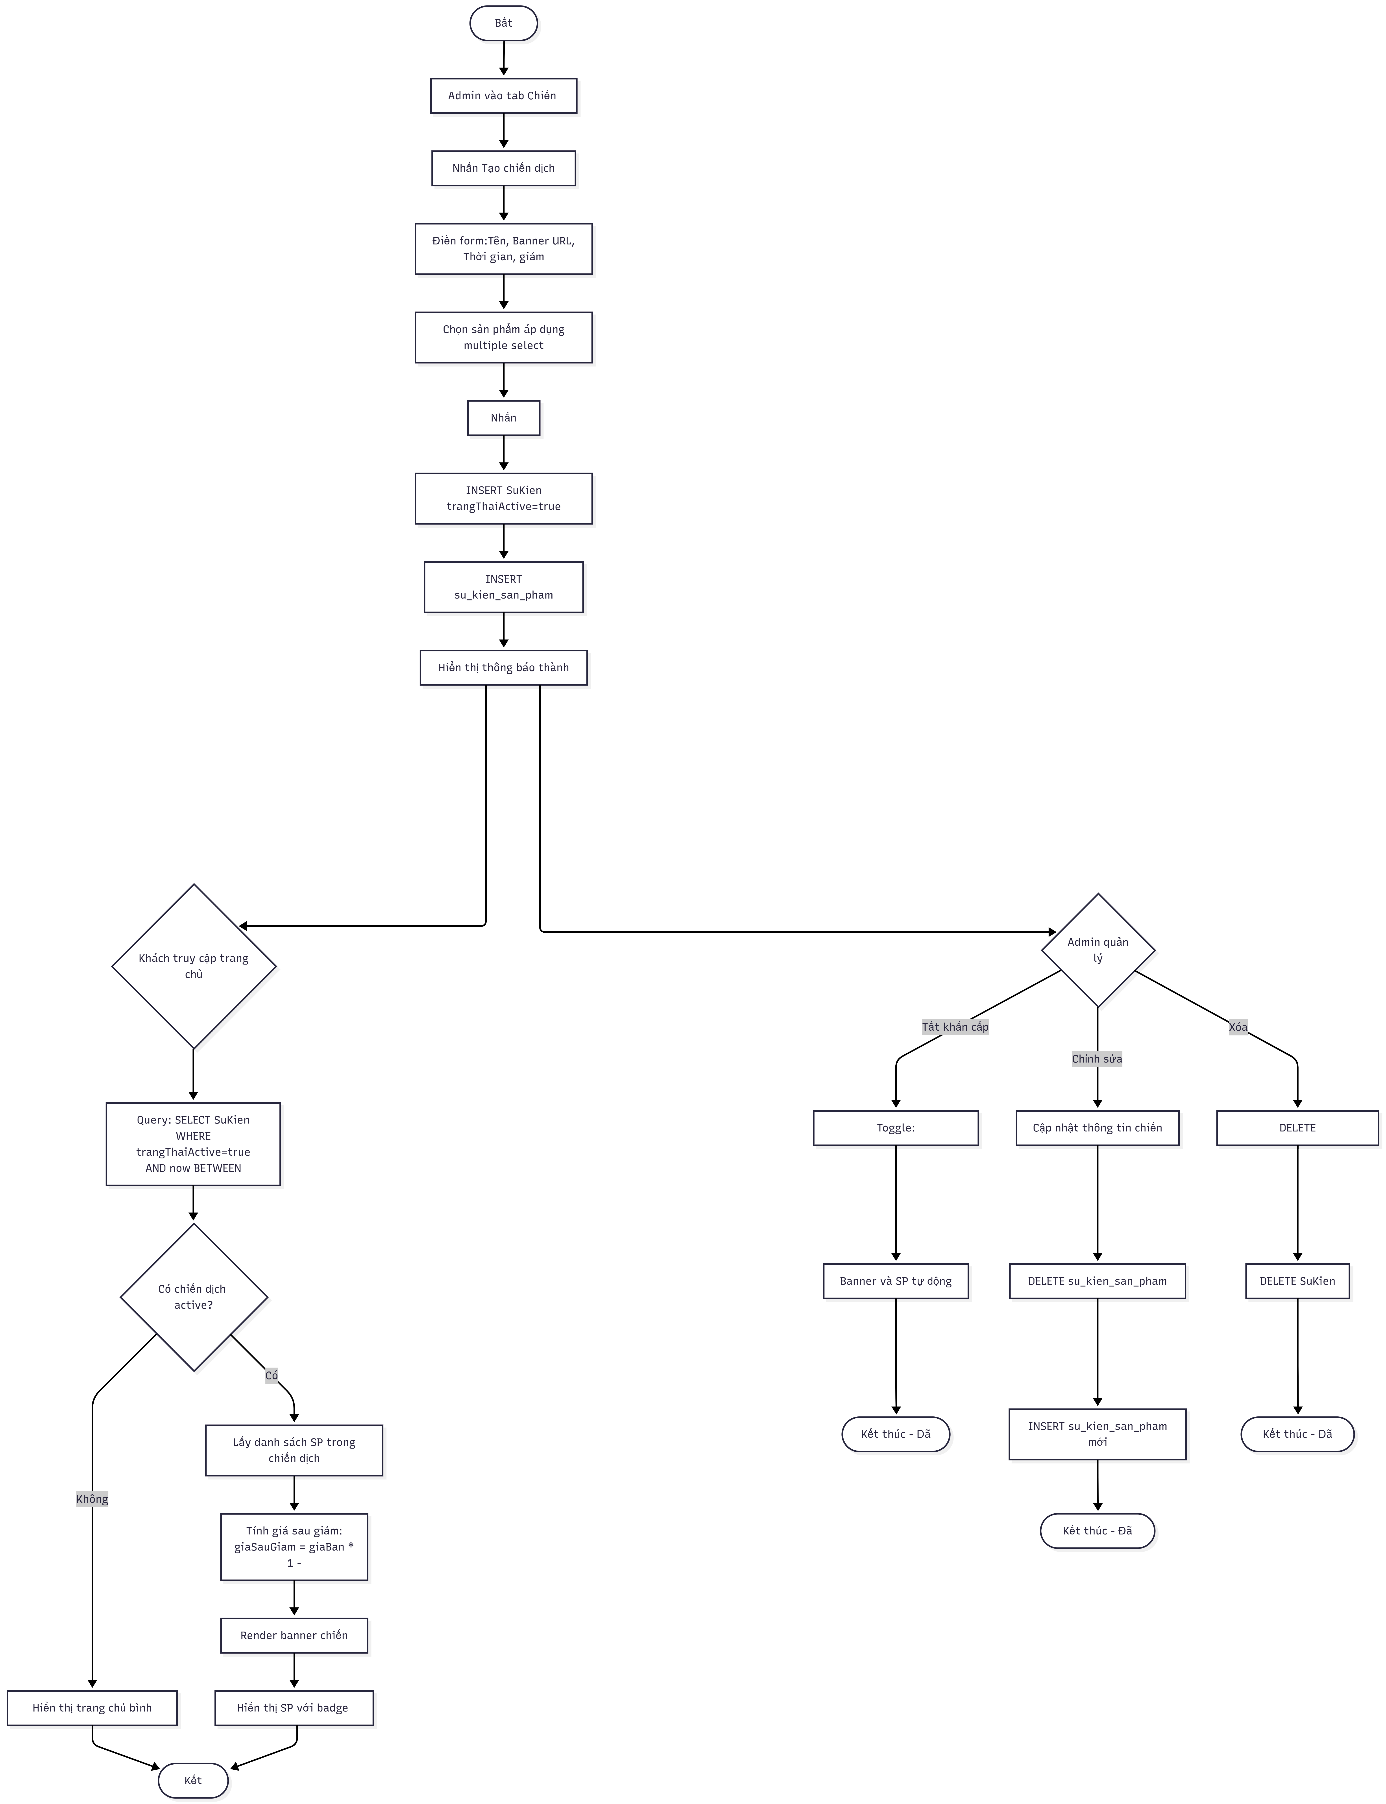 Bắt
Admin vào tab Chiến
Nhấn Tạo chiến dịch
Điền form:Tên, Banner URL,
Thời gian, giảm
Chọn sản phẩm áp dụng
multiple select
Nhấn
INSERT SuKien
trangThaiActive=true
INSERT
su_kien_san_pham
Hiển thị thông báo thành
Khách truy cập trang
chủ
Admin quản
lý
Tắt khẩn cấp
Chỉnh sửa
Xóa
Query: SELECT SuKien
WHERE
trangThaiActive=true
AND now BETWEEN
Toggle:
Cập nhật thông tin chiến
DELETE
Có chiến dịch
active?
Banner và SP tự động
DELETE su_kien_san_pham
DELETE SuKien
Có
Lấy danh sách SP trong
chiến dịch
Kết thúc - Dã
INSERT su_kien_san_pham
mới
Kết thúc - Dã
Không
Tính giá sau giảm:
giaSauGiam = giaBan *
1 -
Kết thúc - Đã
Render banner chiến
Hiển thị trang chủ bình
Hiển thị SP với badge
Kết